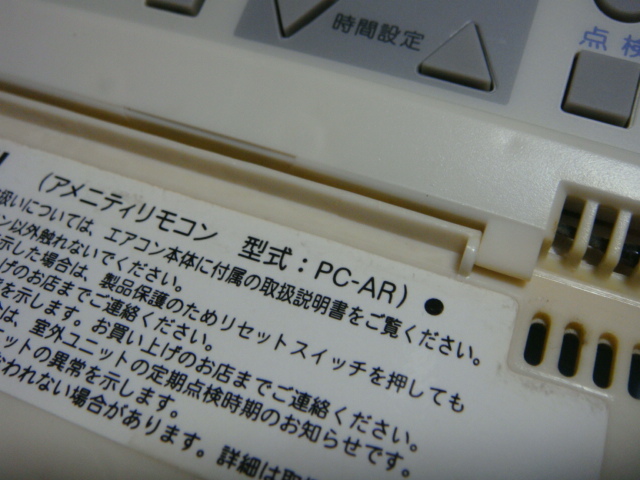 時間設定
点検
(アメニティリモコン 型式:PC-AR) ●
扱いについては、エアコン本体に付属の取扱説明書をご覧ください。
ン以外触れないでください。
示した場合は、製品保護のためリセットスイッチを押しても
げのお店までご連絡ください。
を示します。お買い上げのお店までご連絡ください。
は、室外ユニットの定期点検時期のお知らせです。
ットの異常を示します。
われない場合があります。詳細は取